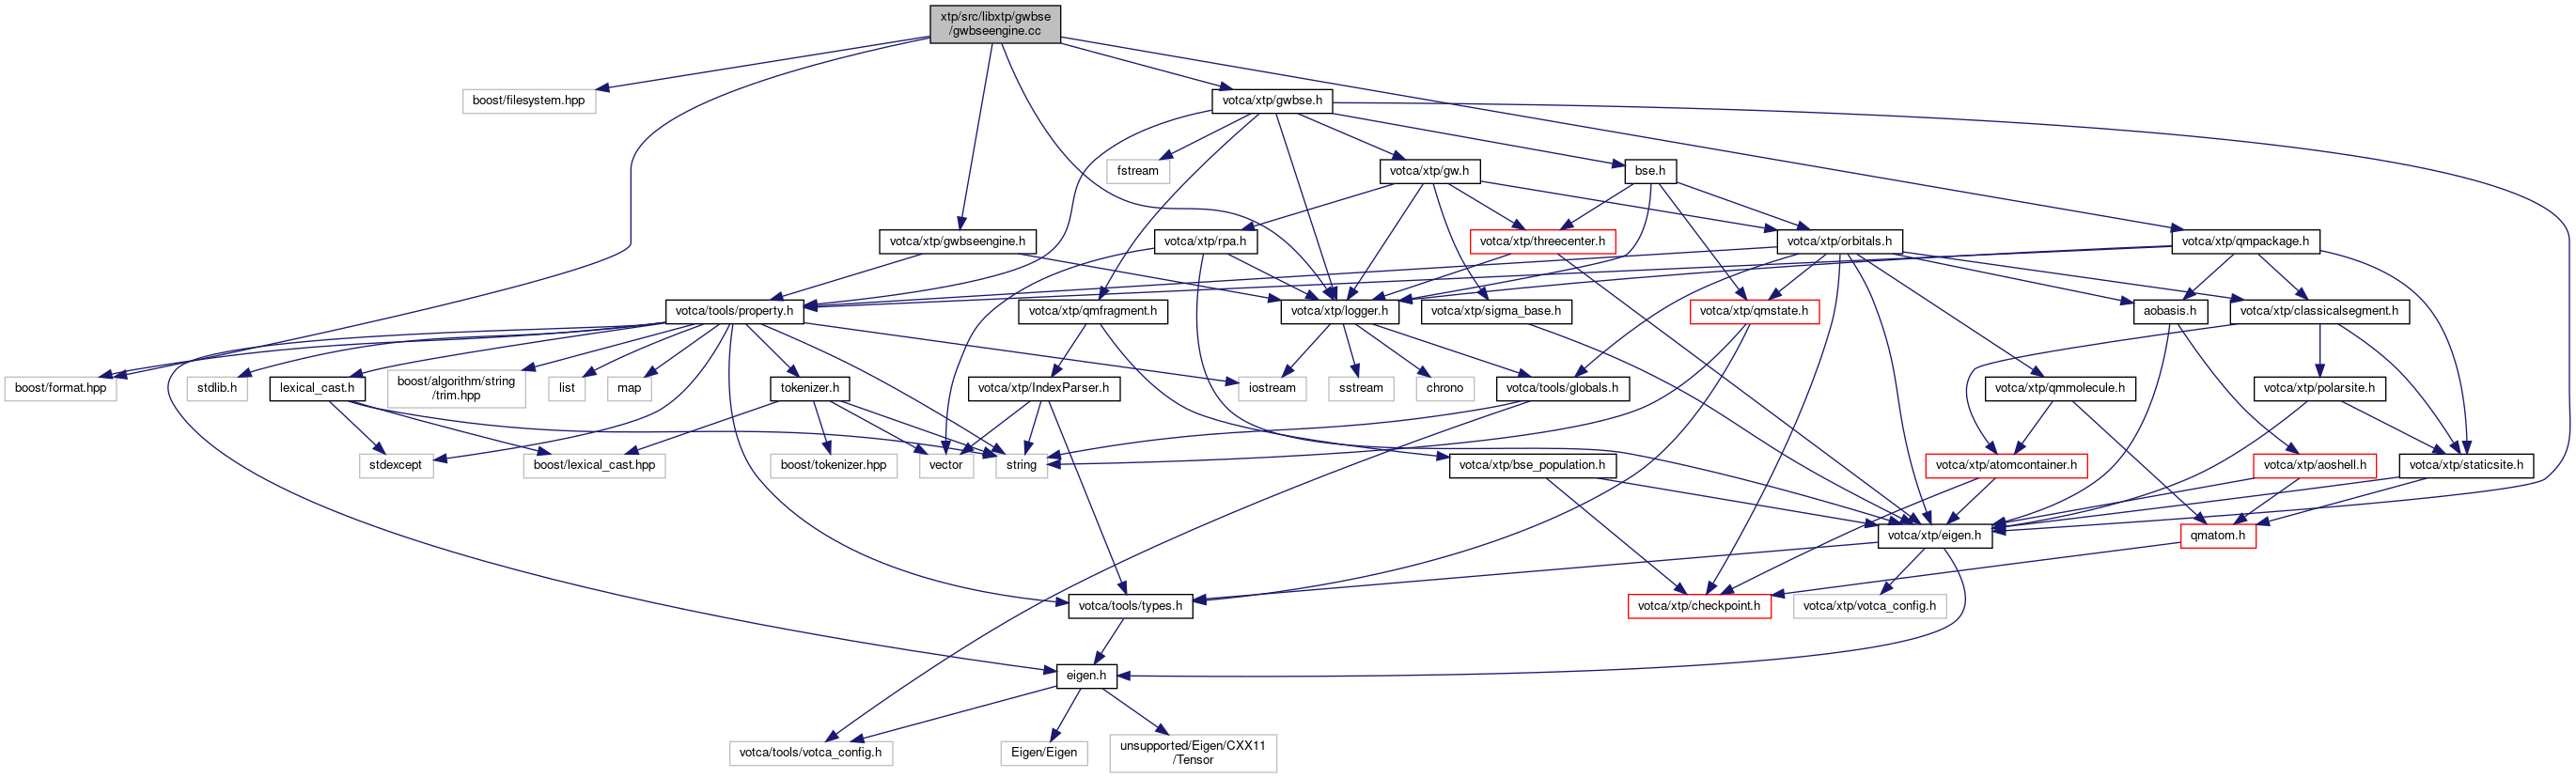 xtp/src/libxtp/gwbse
/gwbseengine.cc
boost/filesystem.hpp
votca/xtp/gwbse.h
fstream
votca/xtp/gw.h
bse.h
votca/xtp/gwbseengine.h
votca/xtp/rpa.h
votca/xtp/threecenter.h
votca/xtp/orbitals.h
votca/xtp/qmpackage.h
votca/tools/property.h
votca/xtp/qmfragment.h
votca/xtp/logger.h
votca/xtp/sigma_base.h
votca/xtp/qmstate.h
aobasis.h
votca/xtp/classicalsegment.h
boost/format.hpp
stdlib.h
lexical_cast.h
boost/algorithm/string
/trim.hpp
list
map
tokenizer.h
votca/xtp/IndexParser.h
iostream
sstream
chrono
votca/tools/globals.h
votca/xtp/qmmolecule.h
votca/xtp/polarsite.h
stdexcept
boost/lexical_cast.hpp
boost/tokenizer.hpp
vector
string
votca/xtp/bse_population.h
votca/xtp/atomcontainer.h
votca/xtp/aoshell.h
votca/xtp/staticsite.h
votca/xtp/eigen.h
qmatom.h
votca/tools/types.h
votca/xtp/checkpoint.h
votca/xtp/votca_config.h
eigen.h
votca/tools/votca_config.h
Eigen/Eigen
unsupported/Eigen/CXX11
/Tensor